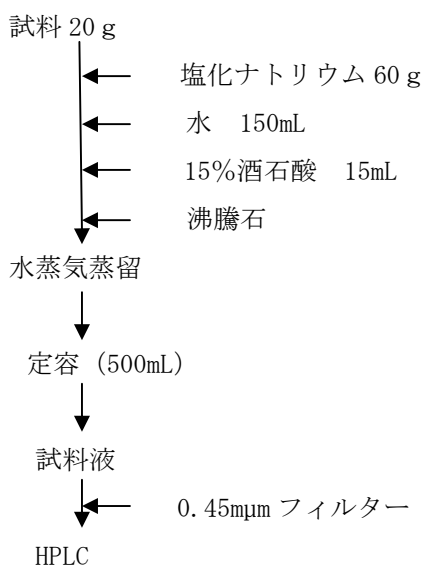 試料 20ｇ
塩化ナトリウム 60ｇ
水　150mL
15%酒石酸　15mL
沸騰石
水蒸気蒸留
定容 (500mL)
試料液
0.45mμm フィルター
HPLC